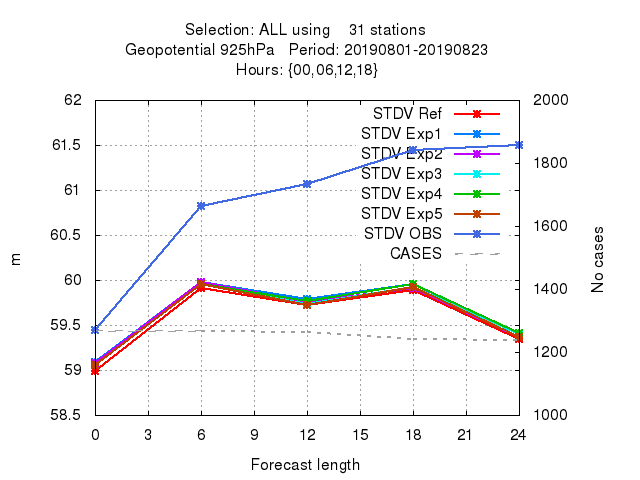 Selection: ALL using    31 stations
Geopotential 925hPa   Period: 20190801-20190823
Hours: {00,06,12,18}
62
61.5
61
60.5
60
59.5
59
58.5
2000
1800
1600
1400
1200
1000
STDV Ref
STDV Exp1
STDV Exp2
STDV Exp3
STDV Exp4
STDV Exp5
STDV OBS
CASES
m
No cases
0 3 6 9 12 15 18 21 24
Forecast length